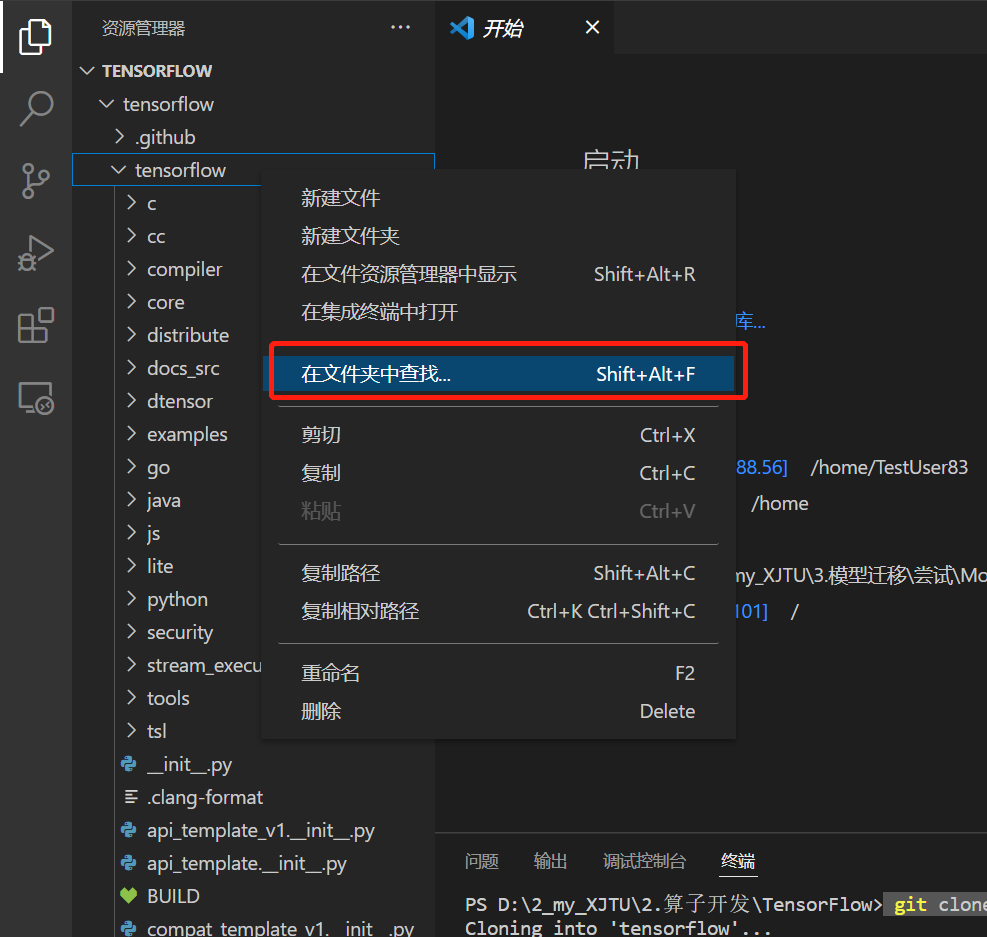 资源管理器 ...
TENSORFLOW
tensorflow
.github
tensorflow
c
cc
compiler
core
distribute
docs_src
dtensor
examples
go
java
js
lite
python
security
stream_execu
tools
tsl
__init__.py
.clang-format
api_template_v1.__init__.py
api_template.__init__.py
BUILD
compat_template_v1.__init__.py
新建文件
新建文件夹
在文件资源管理器中显示 Shift+Alt+R
在集成终端中打开
在文件夹中查找... Shift+Alt+F
剪切 Ctrl+X
复制 Ctrl+C
粘贴 Ctrl+V
复制路径 Shift+Alt+C
复制相对路径 Ctrl+K Ctrl+Shift+C
重命名 F2
删除 Delete
开始
启动
库...
88.56] /home/TestUser83
/home
my_XJTU\3.模型迁移\尝试\Mo
101] /
问题 输出 调试控制台 终端
PS D:\2_my_XJTU\2.算子开发\TensorFlow> git clone
Cloning into 'tensorflow'...